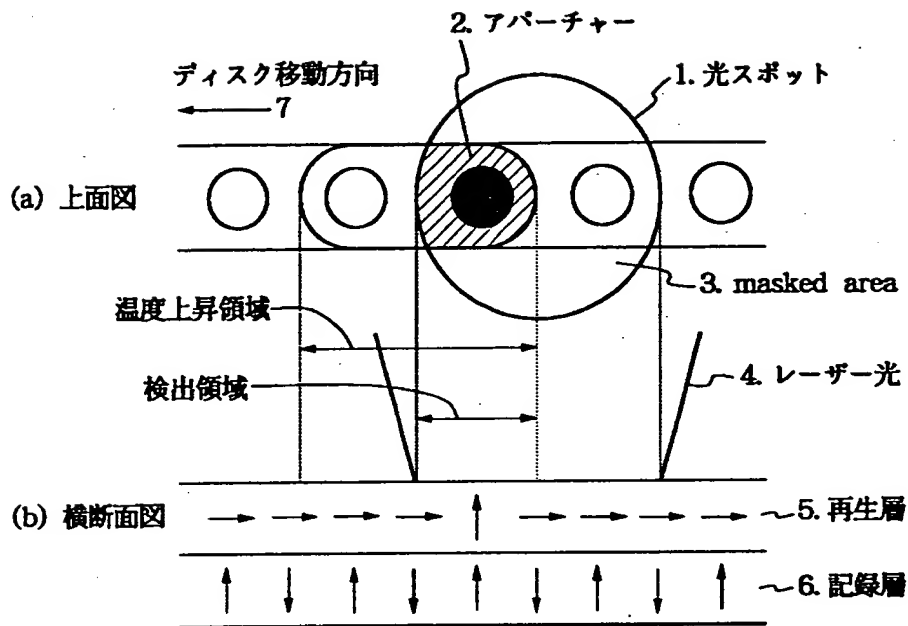 2. アパーチャー
ディスク移動方向
7
1. 光スポット
(a) 上面図
3. masked area
温度上昇領域
4. レーザー光
検出領域
(b) 横断面図
5. 再生層
6. 記録層